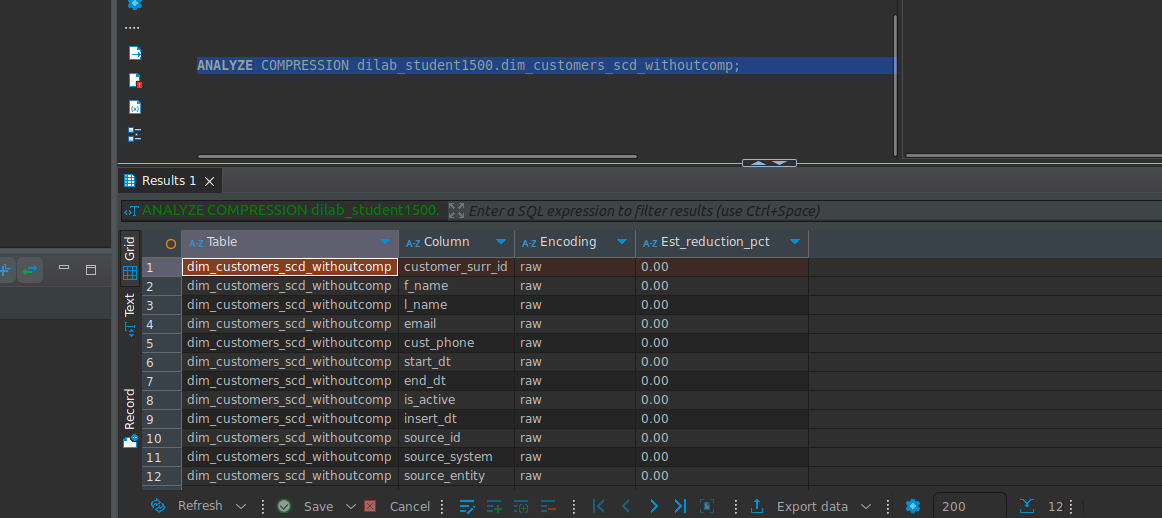 ANALYZE COMPRESSION dilab_student1500.dim_customers_scd_withoutcomp;
Results 1
ANALYZE COMPRESSION dilab_student1500. Enter a SQL expression to filter results (use Ctrl+Space)
Grid
Text
Record
A-Z Table A-Z Column A-Z Encoding A-Z Est_reduction_pct
1 dim_customers_scd_withoutcomp customer_surr_id raw 0.00
2 dim_customers_scd_withoutcomp f_name raw 0.00
3 dim_customers_scd_withoutcomp l_name raw 0.00
4 dim_customers_scd_withoutcomp email raw 0.00
5 dim_customers_scd_withoutcomp cust_phone raw 0.00
6 dim_customers_scd_withoutcomp start_dt raw 0.00
7 dim_customers_scd_withoutcomp end_dt raw 0.00
8 dim_customers_scd_withoutcomp is_active raw 0.00
9 dim_customers_scd_withoutcomp insert_dt raw 0.00
10 dim_customers_scd_withoutcomp source_id raw 0.00
11 dim_customers_scd_withoutcomp source_system raw 0.00
12 dim_customers_scd_withoutcomp source_entity raw 0.00
Refresh Save Cancel Export data 200 12